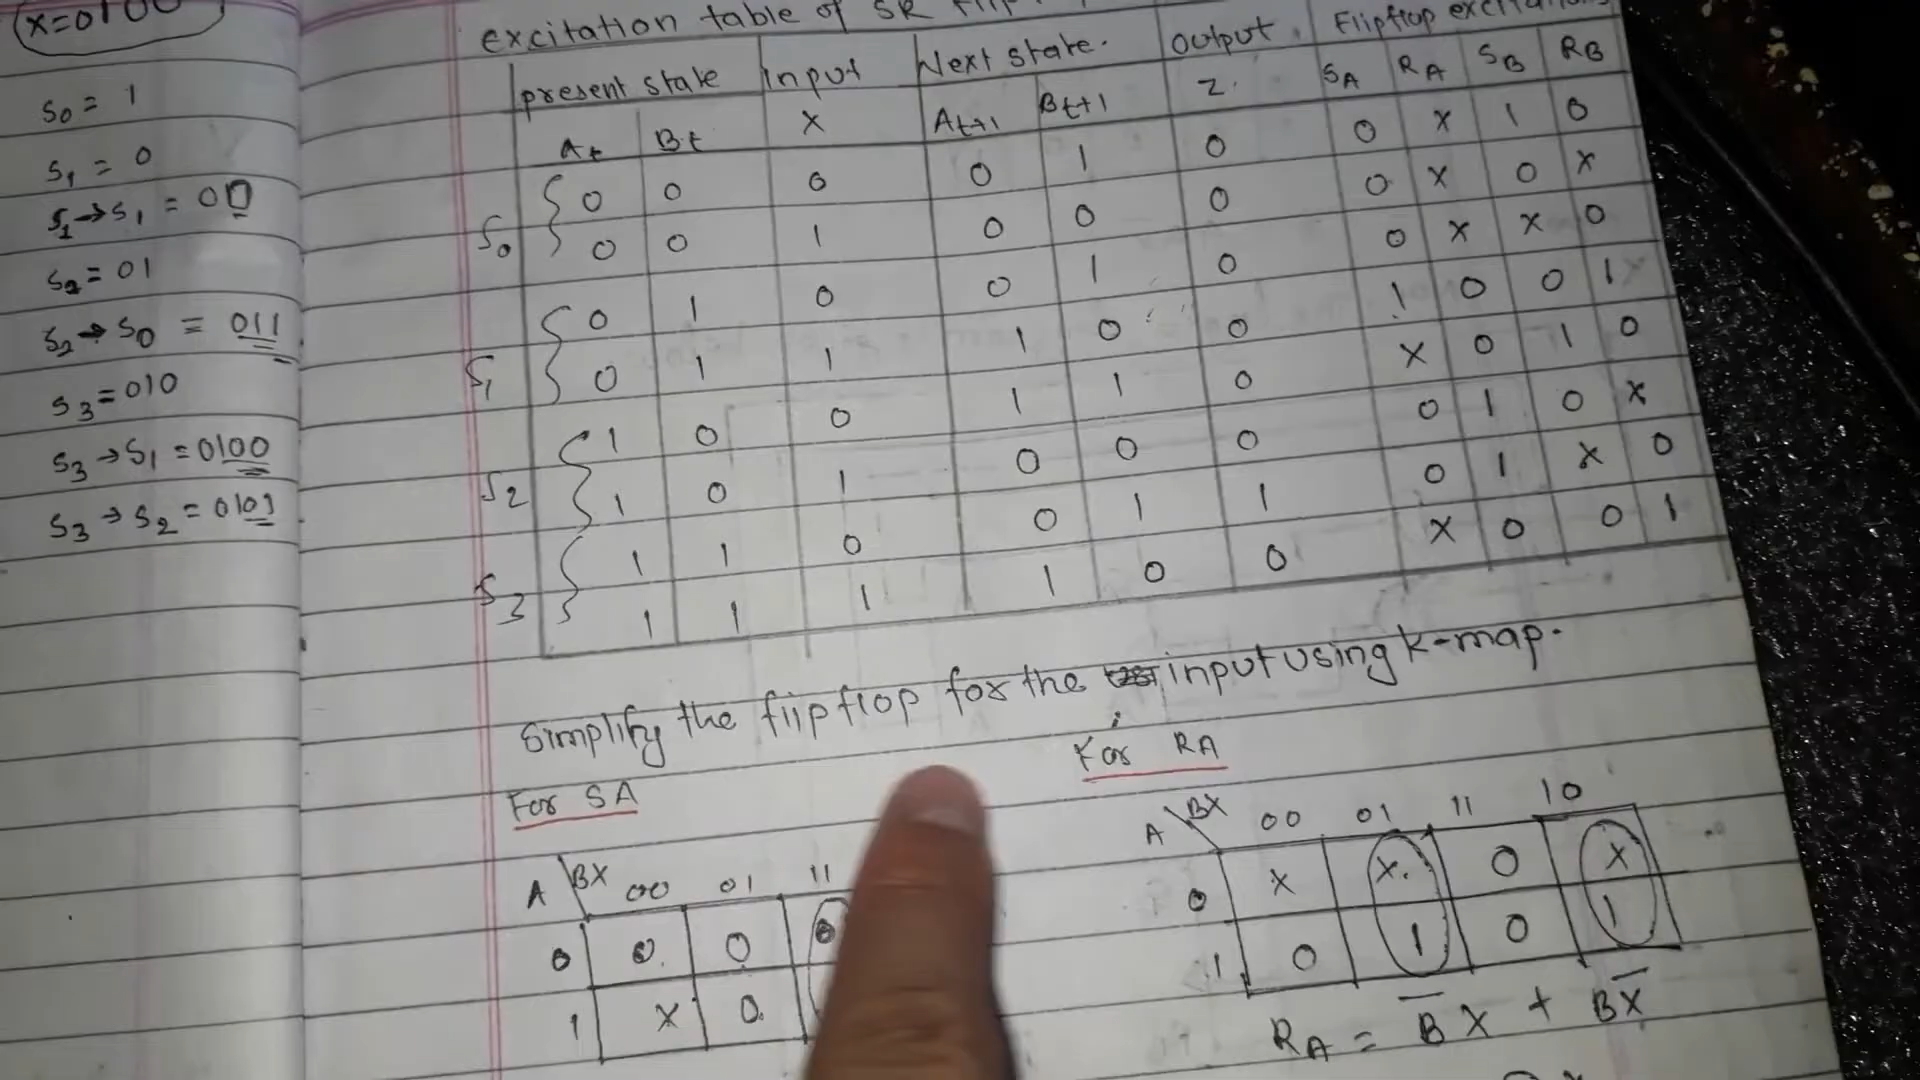 x=0100
S0 = 1
S1 = 0
S1→S1 = 00
S2 = 01
S2→S0 = 011
S3 = 010
S3→S1 = 0100
S3→S2 = 0101
excitation table of SR
present state | Input | Next state. | Output | Flipflop
At Bt X At+1 Bt+1 Z. SA RA SB RB
S0 0 0 0 0 1 0 0 x 1 0
0 0 1 0 0 0 0 x 0 x
S1 0 1 0 0 1 0 0 x x 0
0 1 1 1 0 0 1 0 0 1
S2 1 0 0 1 1 0 x 0 1 0
1 0 1 0 0 0 0 1 0 x
S3 1 1 0 0 1 1 0 1 x 0
1 1 1 1 0 0 x 0 0 1
Simplify the flipflop for the input using k-map.
For SA
For RA
A \ BX 00 01 11
0 0 0
1 x 0
A \ BX 00 01 11 10
0 x x 0 x
1 0 1 0 1
RA = B̅X + BX̅